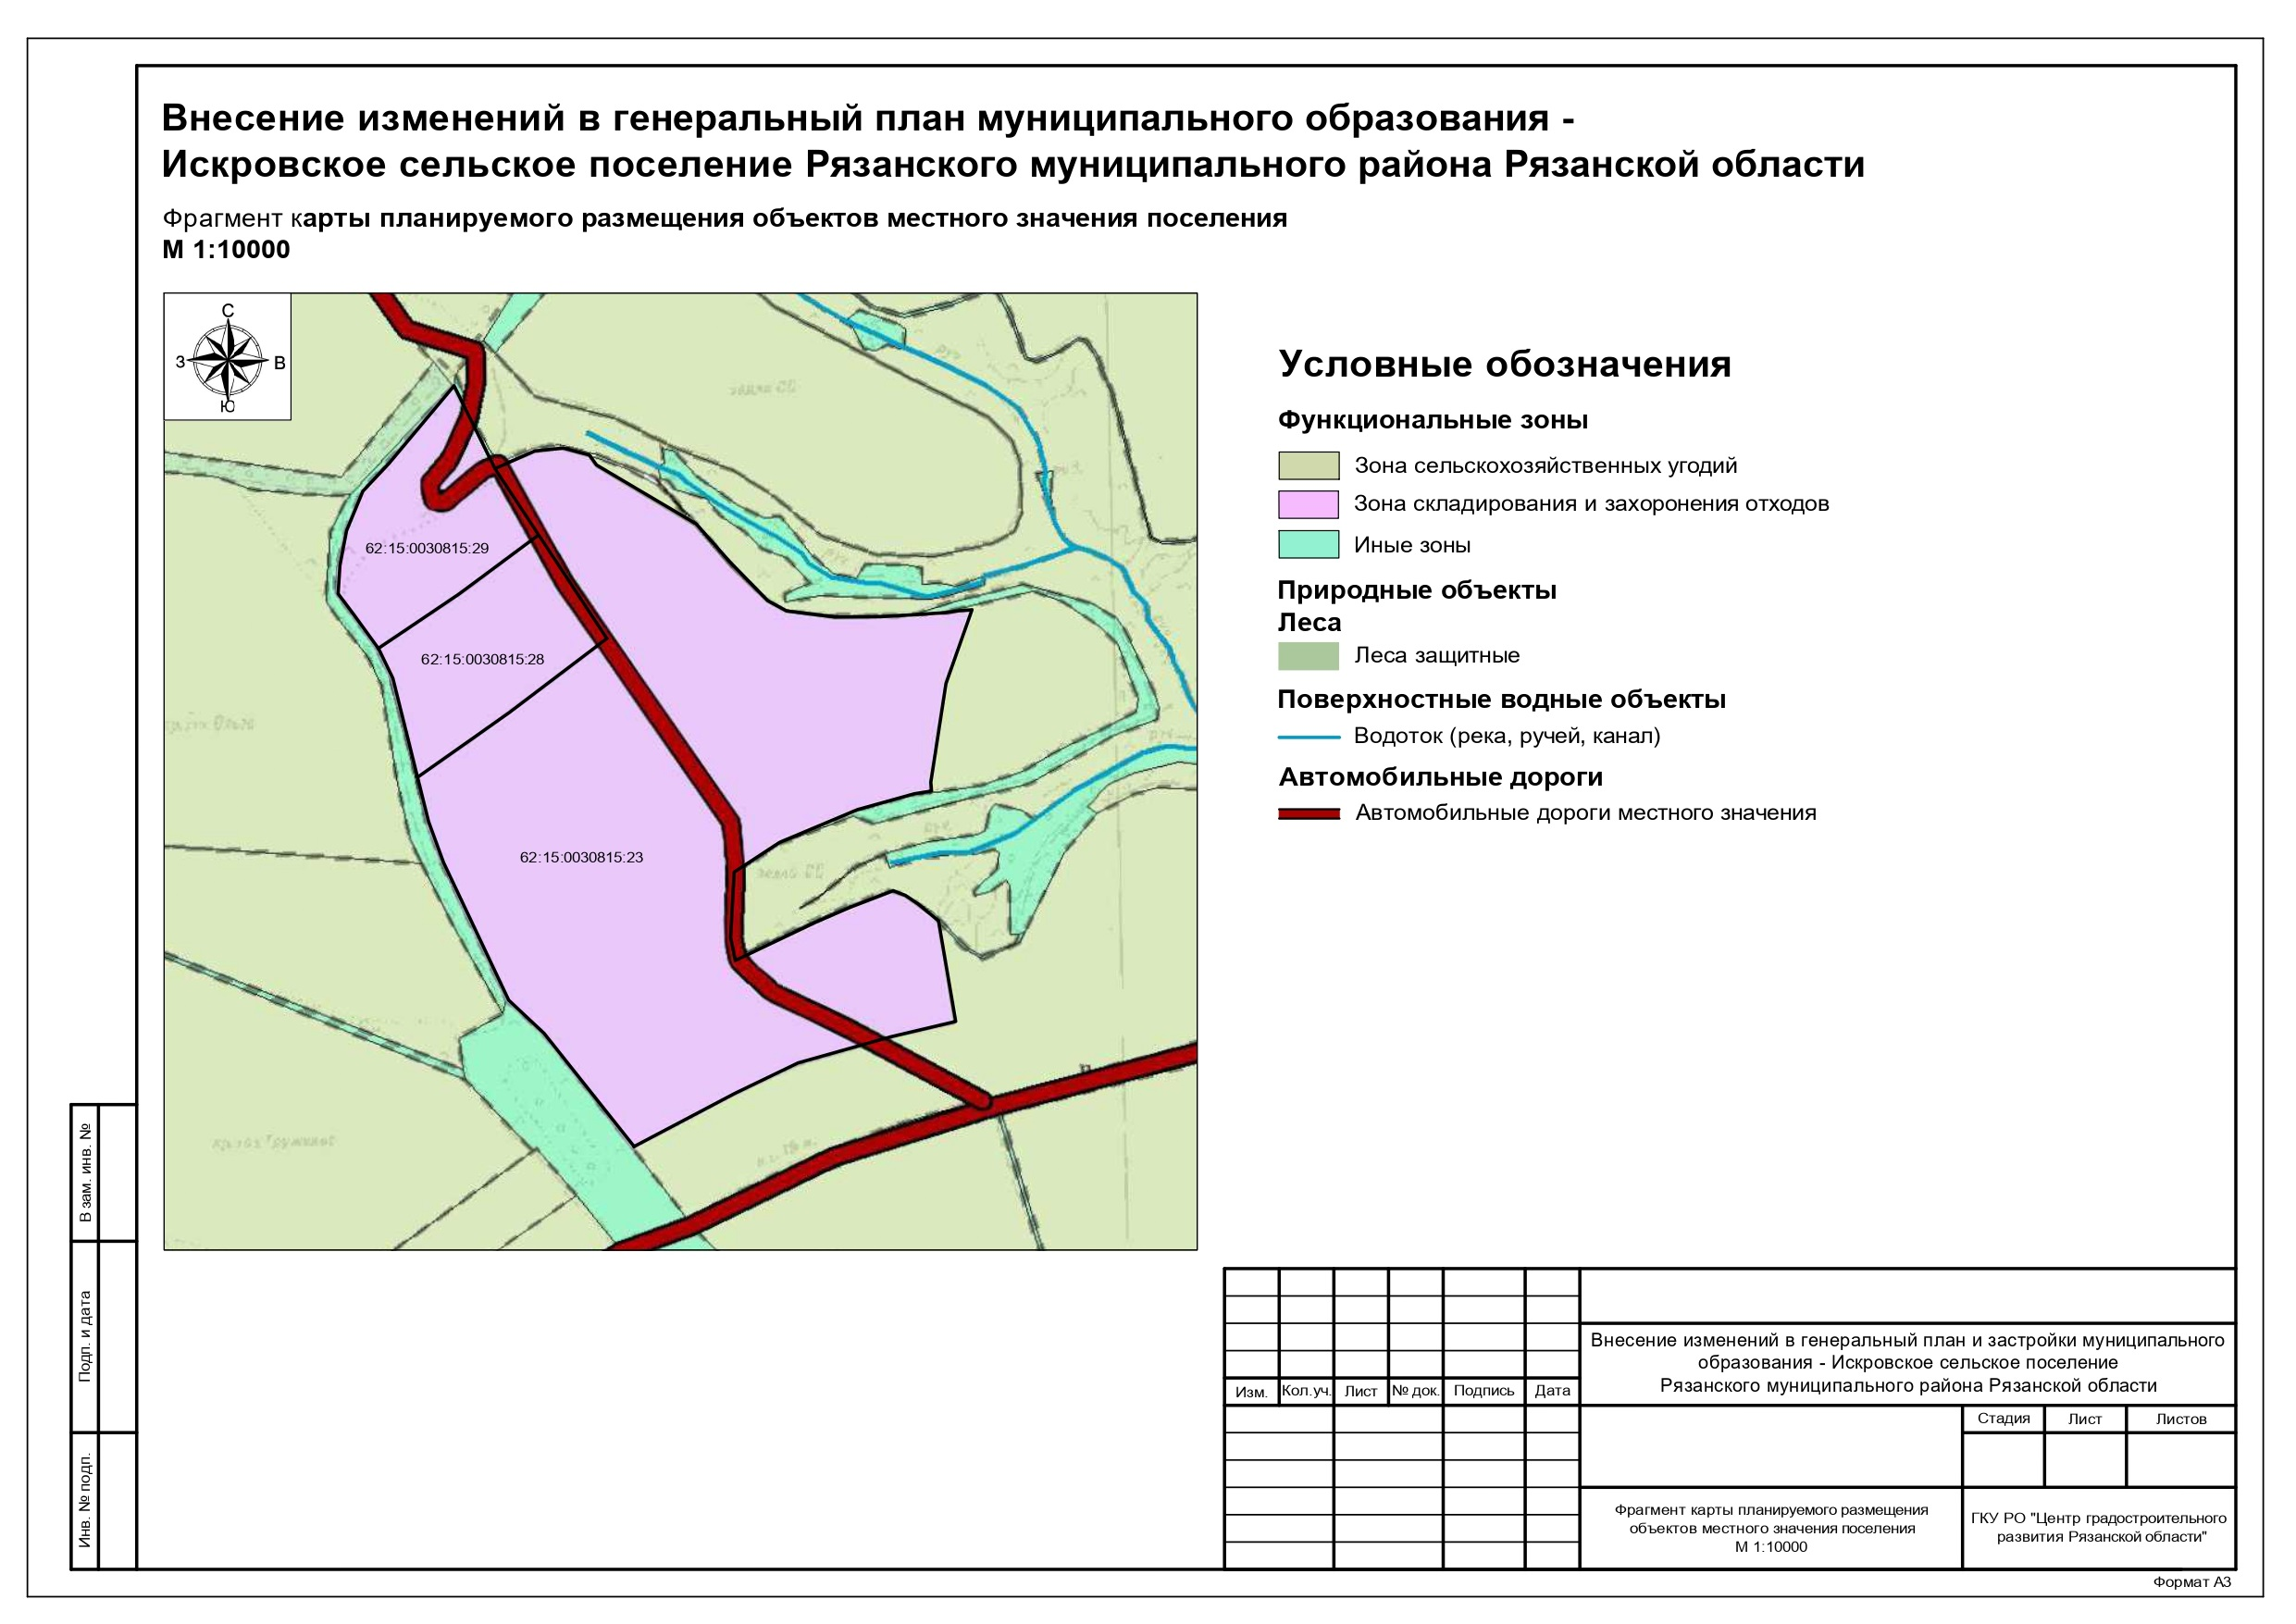 Внесение изменений в генеральный план муниципального образования -
Искровское сельское поселение Рязанского муниципального района Рязанской области
Фрагмент карты планируемого размещения объектов местного значения поселения
М 1:10000
С
З
В
Ю
62:15:0030815:29
62:15:0030815:28
62:15:0030815:23
Условные обозначения
Функциональные зоны
Зона сельскохозяйственных угодий
Зона складирования и захоронения отходов
Иные зоны
Природные объекты
Леса
Леса защитные
Поверхностные водные объекты
Водоток (река, ручей, канал)
Автомобильные дороги
Автомобильные дороги местного значения
Взам. инв. №
Подп. и дата
Инв. № подп.
Внесение изменений в генеральный план и застройки муниципального
образования - Искровское сельское поселение
Рязанского муниципального района Рязанской области
Изм.
Кол.уч.
Лист
№ док.
Подпись
Дата
Стадия
Лист
Листов
Фрагмент карты планируемого размещения
объектов местного значения поселения
М 1:10000
ГКУ РО "Центр градостроительного
развития Рязанской области"
Формат А3